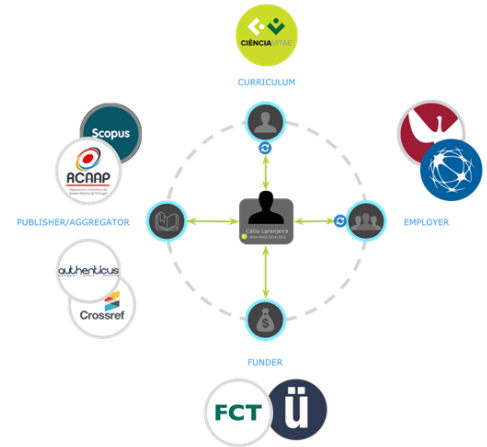 CIÊNCIAVITAE
CURRICULUM
Scopus
RCAAP
PUBLISHER/AGGREGATOR
Cátia Laranjeira
EMPLOYER
authenticus
Crossref
FUNDER
FCT
ü